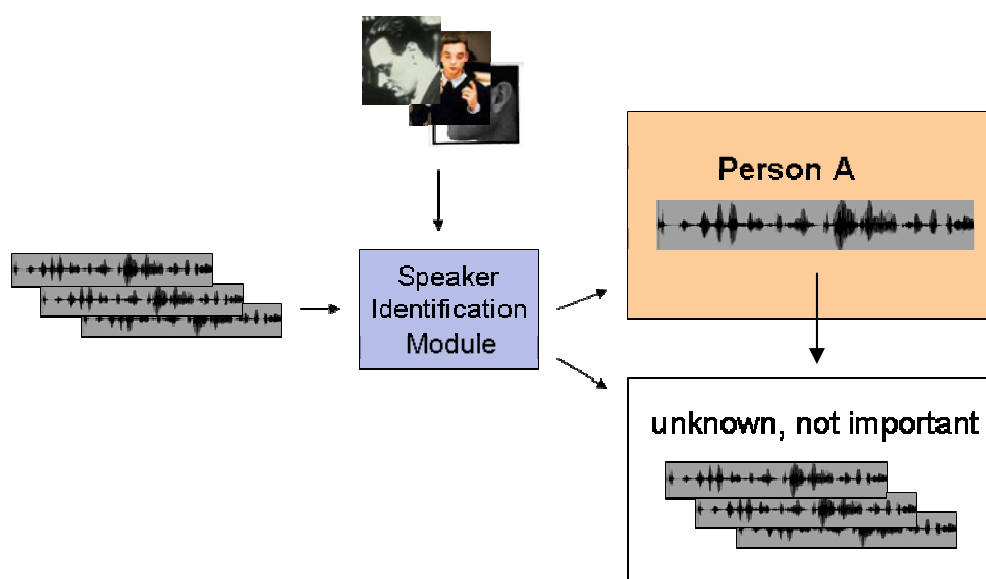 Person A
Speaker
Identification
Module
unknown, not important